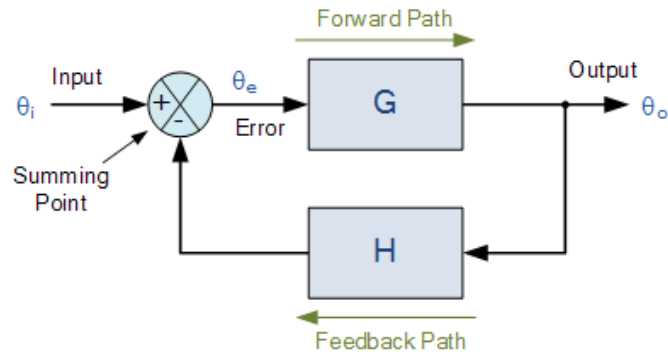 Forward Path
Input
θi
+
-
θe
Error
G
Output
θo
Summing
Point
H
Feedback Path